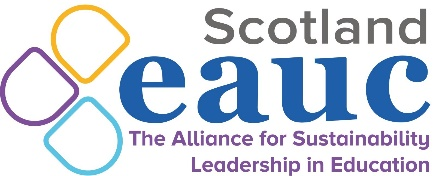 Scotland
eauc
The Alliance for Sustainability
Leadership in Education